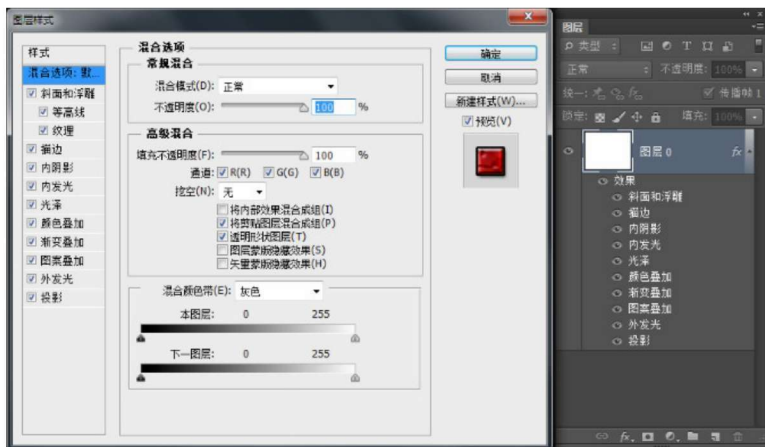 图层样式
样式
混合选项: 默...
斜面和浮雕
等高线
纹理
描边
内阴影
内发光
光泽
颜色叠加
渐变叠加
图案叠加
外发光
投影
混合选项
常规混合
混合模式(D): 正常
不透明度(O): 100 %
高级混合
填充不透明度(F): 100 %
通道: R(R) G(G) B(B)
挖空(N): 无
将内部效果混合成组(I)
将剪贴图层混合成组(P)
透明形状图层(T)
图层蒙版隐藏效果(S)
矢量蒙版隐藏效果(H)
混合颜色带(E): 灰色
本图层: 0 255
下一图层: 0 255
确定
取消
新建样式(W)...
预览(V)
图层
类型
正常 不透明度: 100%
统一: 传播帧 1
锁定: 填充: 100%
图层 0 fx
效果
斜面和浮雕
描边
内阴影
内发光
光泽
颜色叠加
渐变叠加
图案叠加
外发光
投影